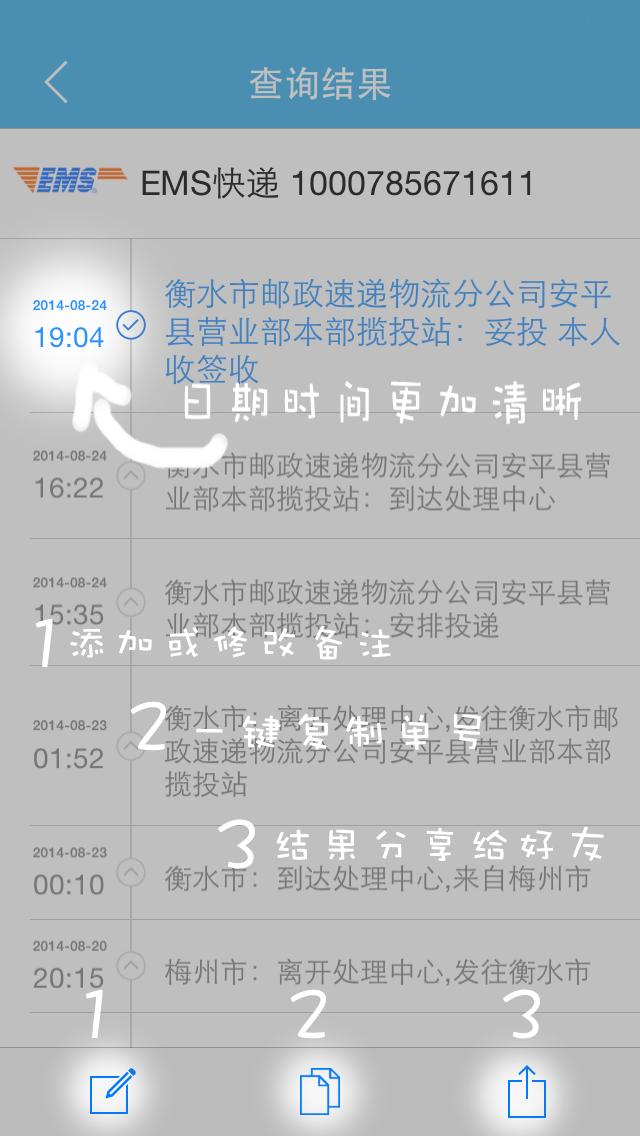 查询结果
EMS
EMS快递 1000785671611
2014-08-24
19:04
衡水市邮政速递物流分公司安平
县营业部本部揽投站：妥投 本人
收签收
日期时间更加清晰
2014-08-24
16:22
衡水市邮政速递物流分公司安平县营
业部本部揽投站：到达处理中心
2014-08-24
15:35
衡水市邮政速递物流分公司安平县营
业部本部揽投站：安排投递
1添加或修改备注
2014-08-23
01:52
衡水市：离开处理中心,发往衡水市邮
政速递物流分公司安平县营业部本部
揽投站
2一键复制单号
3结果分享给好友
2014-08-23
00:10
衡水市：到达处理中心,来自梅州市
2014-08-20
20:15
梅州市：离开处理中心,发往衡水市
1
2
3